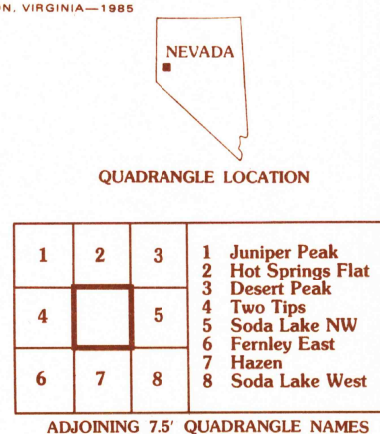 ON, VIRGINIA—1985
NEVADA
QUADRANGLE LOCATION
1 2 3
4 5
6 7 8
1 Juniper Peak
2 Hot Springs Flat
3 Desert Peak
4 Two Tips
5 Soda Lake NW
6 Fernley East
7 Hazen
8 Soda Lake West
ADJOINING 7.5′ QUADRANGLE NAMES